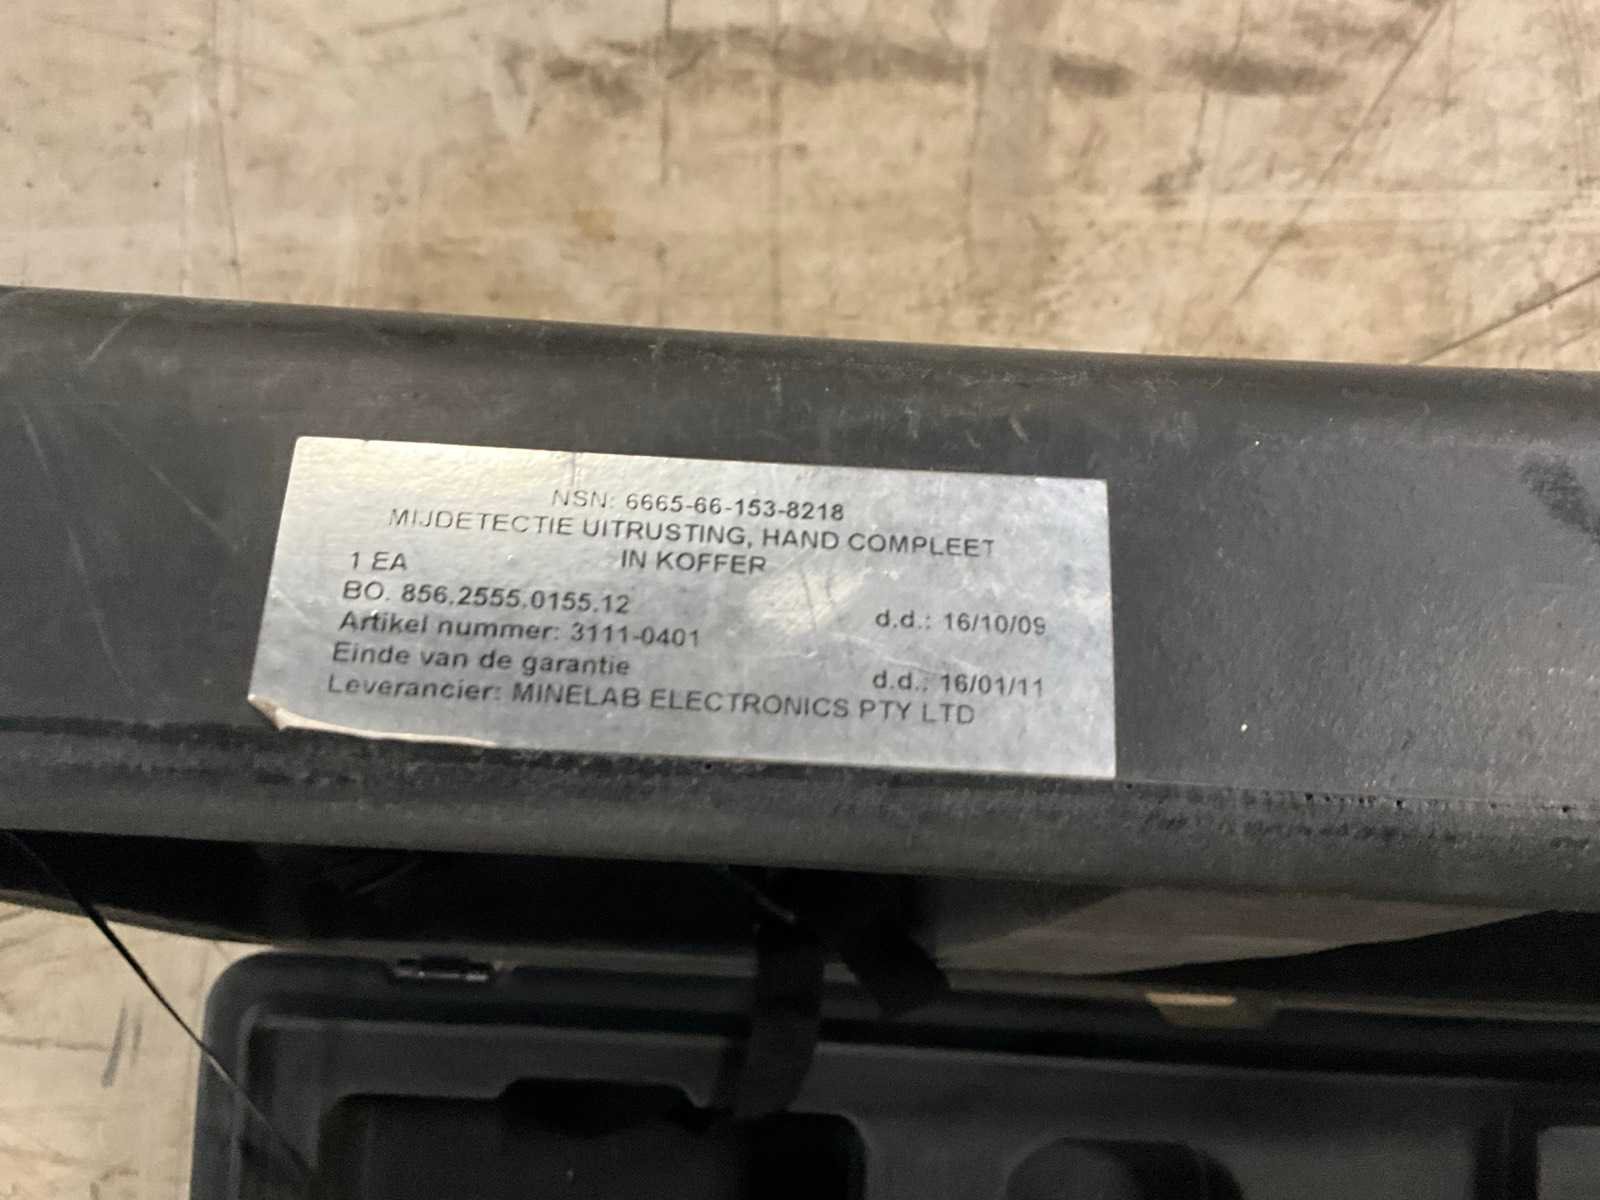 NSN: 6665-66-153-8218
MIJDETECTIE UITRUSTING, HAND COMPLEET
1 EA IN KOFFER
BO. 856.2555.0155.12 d.d.: 16/10/09
Artikel nummer: 3111-0401
Einde van de garantie d.d.: 16/01/11
Leverancier: MINELAB ELECTRONICS PTY LTD